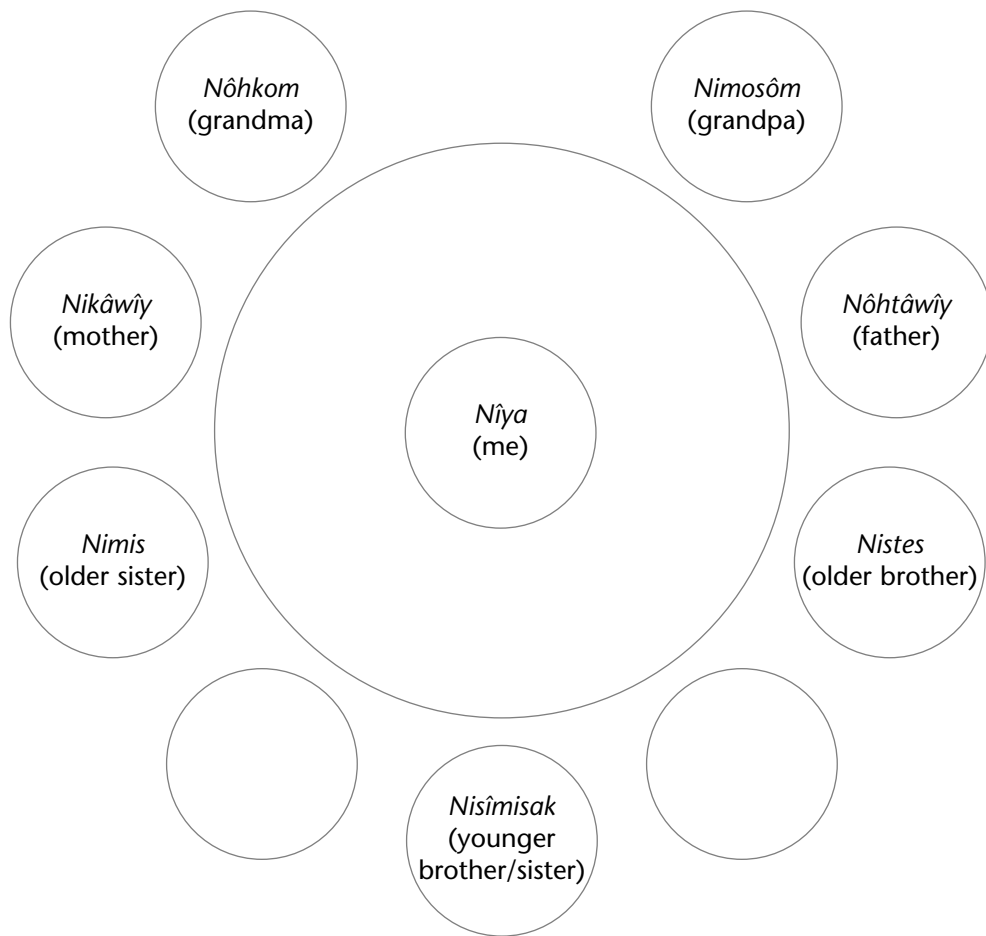 Nôhkom
(grandma)
Nimosôm
(grandpa)
Nikâwîy
(mother)
Nôhtâwîy
(father)
Nîya
(me)
Nimis
(older sister)
Nistes
(older brother)
Nisîmisak
(younger
brother/sister)